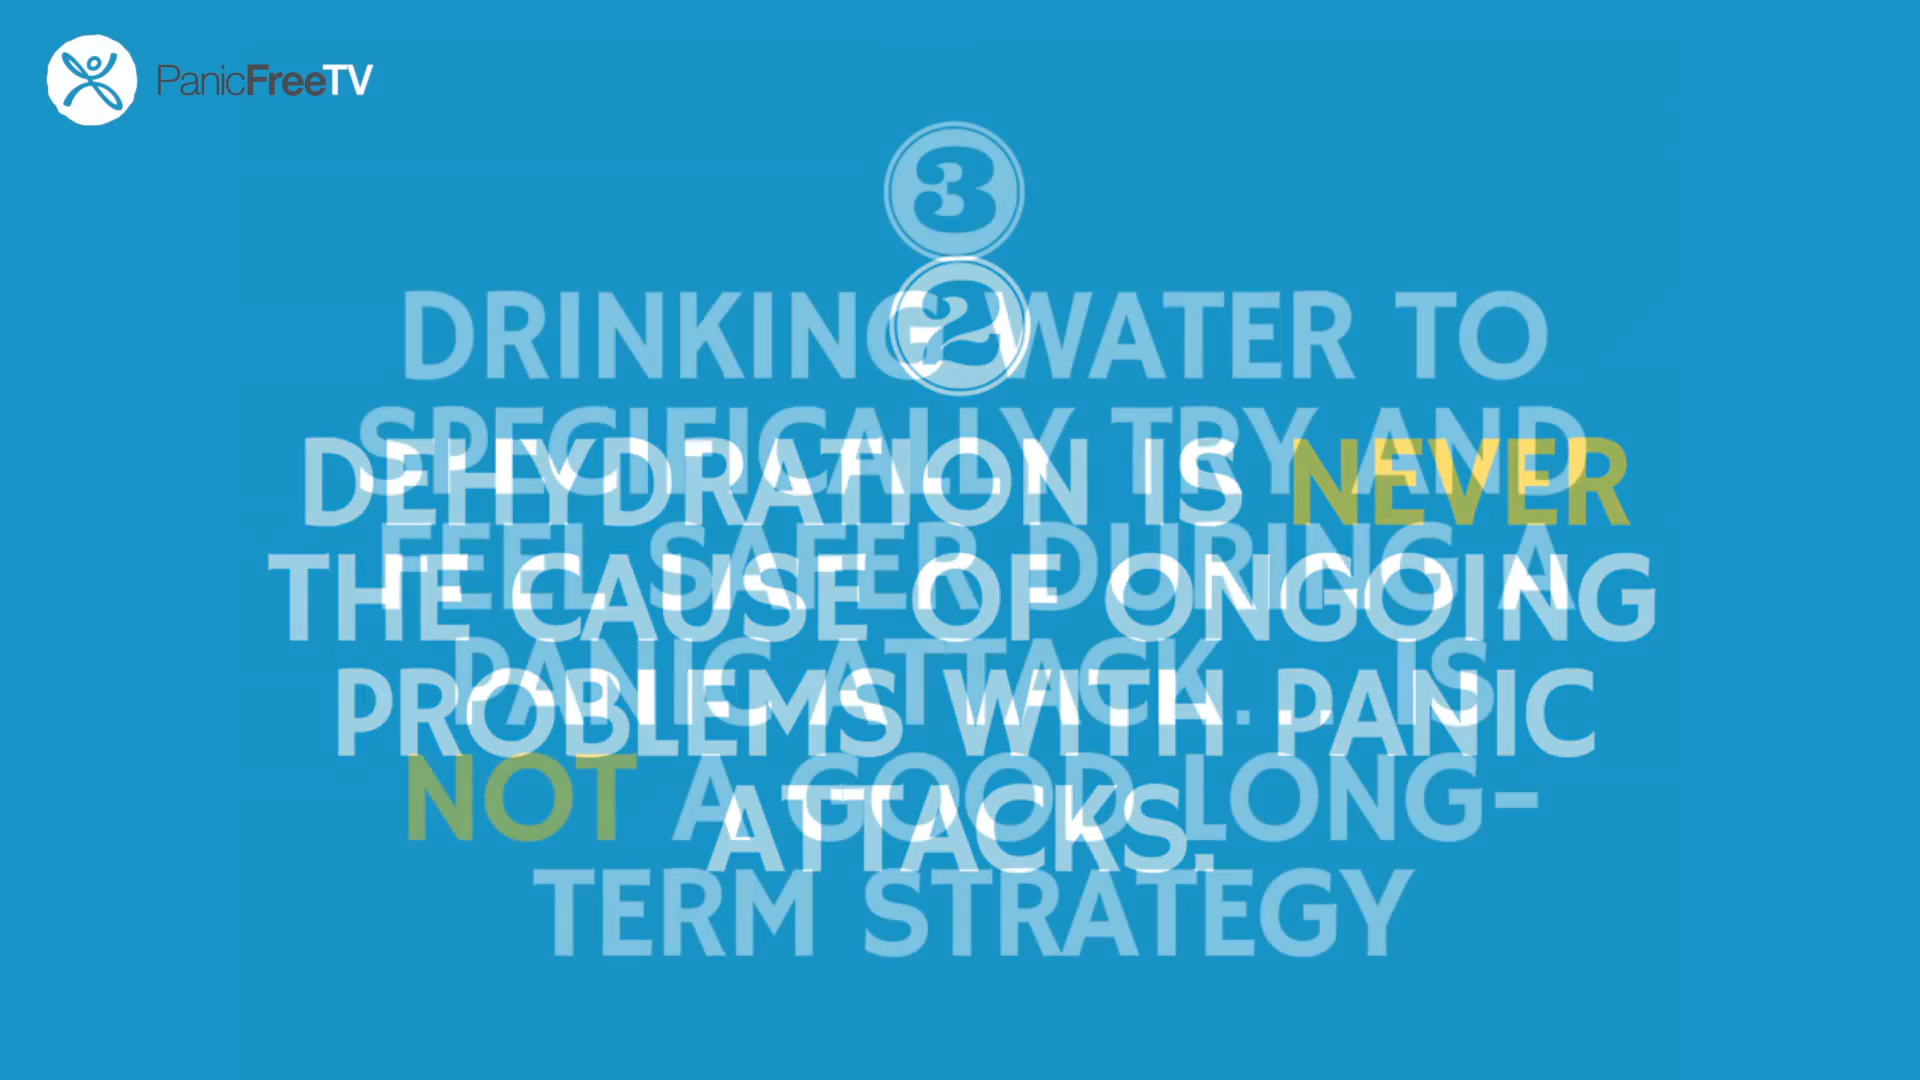 PanicFreeTV
3
DRINKING WATER TO
SPECIFICALLY TRY AND
FEEL SAFER DURING A
PANIC ATTACK... IS
NOT A GOOD LONG-
TERM STRATEGY
2
DEHYDRATION IS NEVER
THE CAUSE OF ONGOING
PROBLEMS WITH PANIC
ATTACKS.